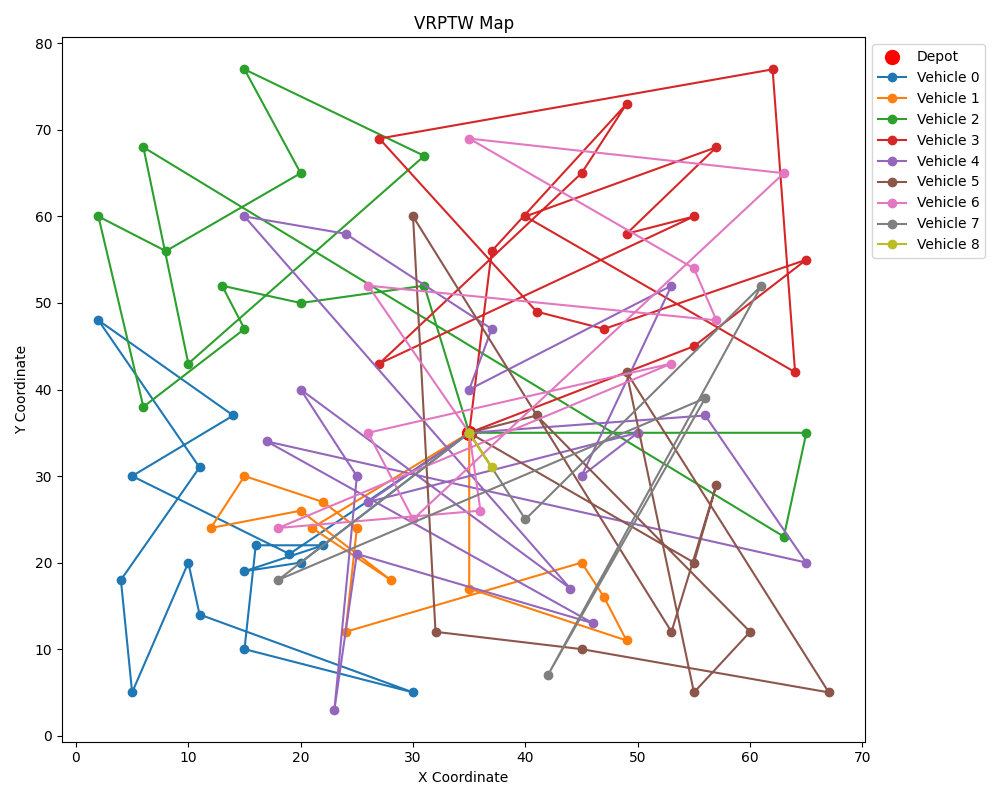 VRPTW Map
Y Coordinate
80
70
60
50
40
30
20
10
0
0 10 20 30 40 50 60 70
X Coordinate
Depot
Vehicle 0
Vehicle 1
Vehicle 2
Vehicle 3
Vehicle 4
Vehicle 5
Vehicle 6
Vehicle 7
Vehicle 8